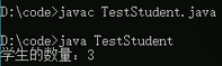 D:\code>javac TestStudent.java
D:\code>java TestStudent
学生的数量：3